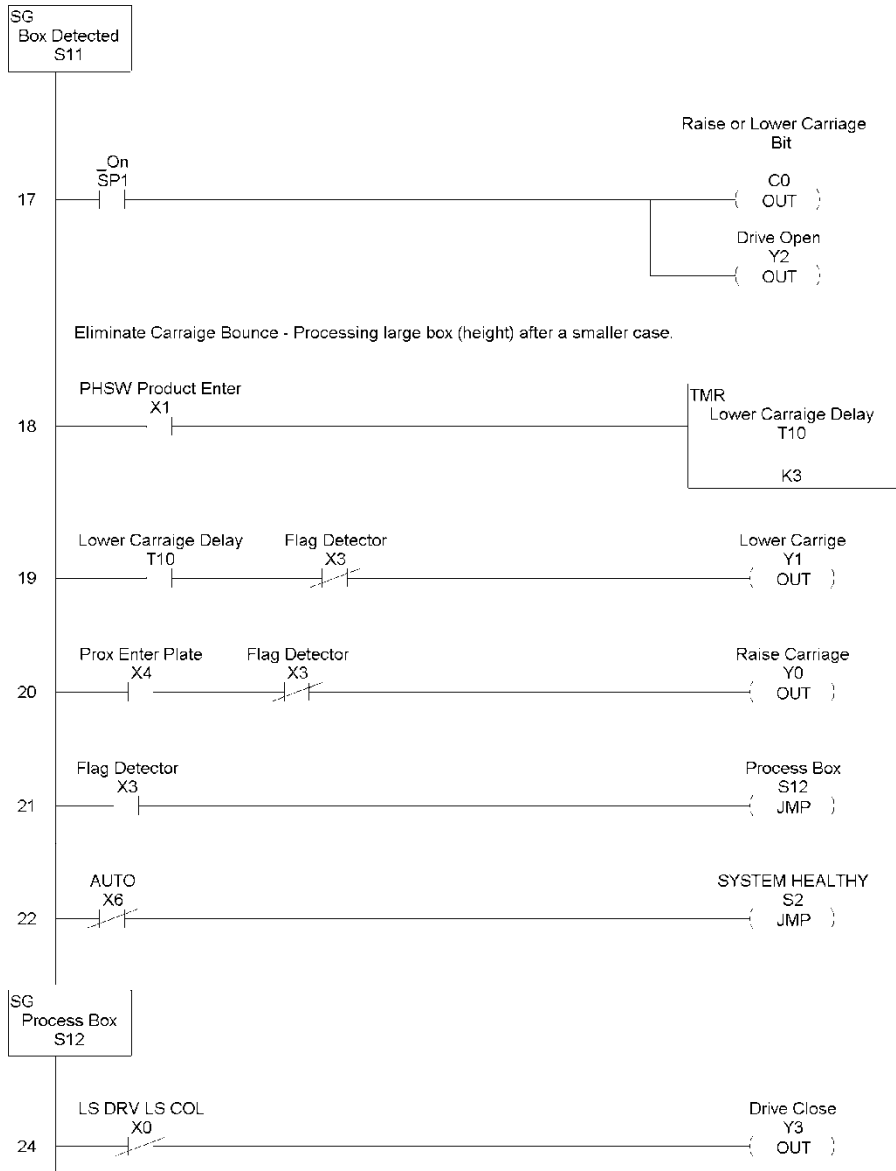 SG
Box Detected
S11
Raise or Lower Carriage
Bit
_On
SP1
C0
17
OUT
Drive Open
Y2
OUT
Eliminate Carraige Bounce - Processing large box (height) after a smaller case.
PHSW Product Enter
X1
TMR
Lower Carraige Delay
T10
18
K3
Lower Carraige Delay
Flag Detector
Lower Carrige
T10
X3
Y1
19
OUT
Prox Enter Plate
Flag Detector
Raise Carriage
X4
X3
Y0
20
OUT
Flag Detector
Process Box
X3
S12
21
JMP
AUTO
SYSTEM HEALTHY
X6
S2
22
JMP
SG
Process Box
S12
LS DRV LS COL
Drive Close
X0
Y3
24
OUT